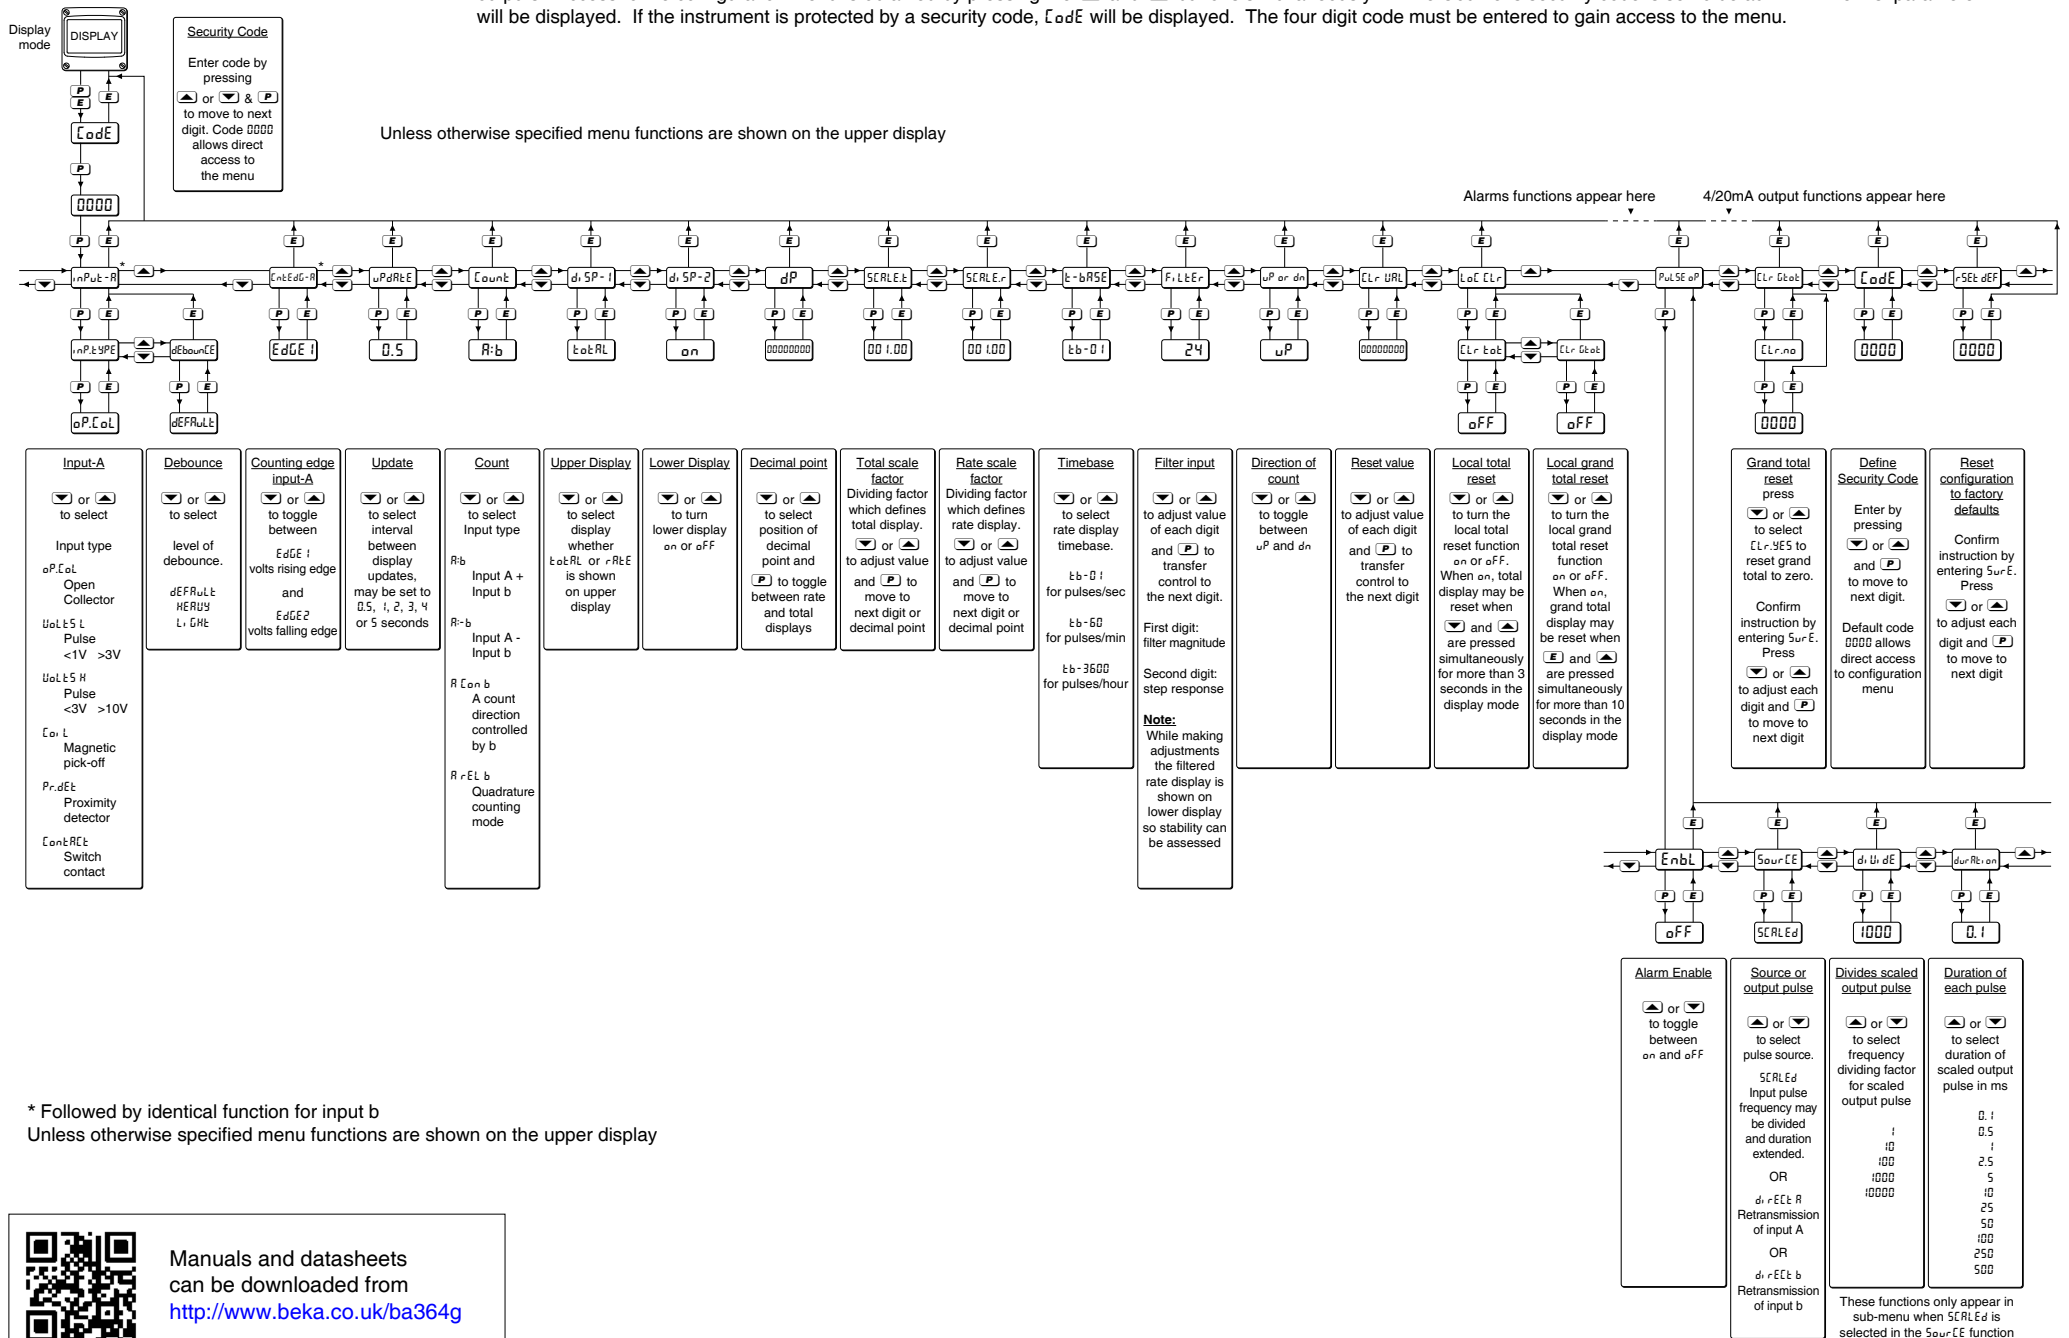 will be displayed. If the instrument is protected by a security code, CodE will be displayed. The four digit code must be entered to gain access to the menu.
Display
mode
DISPLAY
P
E
E
CodE
P
0000
Security Code
Enter code by
pressing
▲ or ▼ & P
to move to next
digit. Code 0000
allows direct
access to
the menu
Unless otherwise specified menu functions are shown on the upper display
Alarms functions appear here
4/20mA output functions appear here
P E E E E E E E E E E E E E E E E E E
inPut-A * CntEdG-A * uPdAtE Count diSP-1 diSP-2 dP SCALE.t SCALE.r t-bASE FiLtEr uP or dn CLr VAL LoC CLr PuLSE oP CLr Gtot CodE rSEt dEF
P E E P E P E P E P E P E P E P E P E P E P E P E P E P E E P P E P E P E
inP.tYPE dEbounCE EdGE 1 0.5 A:b totAL on 00000000 001.00 001.00 tb-01 24 uP 00000000 CLr tot CLr Gtot CLr.no 0000 0000
P E P E P E P E P E
oP.CoL dEFAuLt oFF oFF 0000
Input-A
▼ or ▲
to select
Input type
oP.CoL
Open
Collector
VoLtS L
Pulse
<1V >3V
VoLtS H
Pulse
<3V >10V
CoiL
Magnetic
pick-off
Pr.dEt
Proximity
detector
ContACt
Switch
contact
Debounce
▼ or ▲
to select
level of
debounce.
dEFAuLt
HEAVY
LiGHt
Counting edge
input-A
▼ or ▲
to toggle
between
EdGE 1
volts rising edge
and
EdGE2
volts falling edge
Update
▼ or ▲
to select
interval
between
display
updates,
may be set to
0.5, 1, 2, 3, 4
or 5 seconds
Count
▼ or ▲
to select
Input type
A:b
Input A +
Input b
A:-b
Input A -
Input b
A Con b
A count
direction
controlled
by b
A rEL b
Quadrature
counting
mode
Upper Display
▼ or ▲
to select
display
whether
totAL or rAtE
is shown
on upper
display
Lower Display
▼ or ▲
to turn
lower display
on or oFF
Decimal point
▼ or ▲
to select
position of
decimal
point and
P to toggle
between rate
and total
displays
Total scale
factor
Dividing factor
which defines
total display.
▼ or ▲
to adjust value
and P to
move to
next digit or
decimal point
Rate scale
factor
Dividing factor
which defines
rate display.
▼ or ▲
to adjust value
and P to
move to
next digit or
decimal point
Timebase
▼ or ▲
to select
rate display
timebase.
tb-01
for pulses/sec
tb-60
for pulses/min
tb-3600
for pulses/hour
Filter input
▼ or ▲
to adjust value
of each digit
and P to
transfer
control to
the next digit.
First digit:
filter magnitude
Second digit:
step response
Note:
While making
adjustments
the filtered
rate display is
shown on
lower display
so stability can
be assessed
Direction of
count
▼ or ▲
to toggle
between
uP and dn
Reset value
▼ or ▲
to adjust value
of each digit
and P to
transfer
control to
the next digit
Local total
reset
▼ or ▲
to turn the
local total
reset function
on or oFF.
When on, total
display may be
reset when
▼ and ▲
are pressed
simultaneously
for more than 3
seconds in the
display mode
Local grand
total reset
▼ or ▲
to turn the
local grand
total reset
function
on or oFF.
When on,
grand total
display may
be reset when
E and ▲
are pressed
simultaneously
for more than 10
seconds in the
display mode
Grand total
reset
press
▼ or ▲
to select
CLr.YES to
reset grand
total to zero.
Confirm
instruction by
entering SurE.
Press
▼ or ▲
to adjust each
digit and P
to move to
next digit
Define
Security Code
Enter by
pressing
▼ or ▲
and P
to move to
next digit.
Default code
0000 allows
direct access
to configuration
menu
Reset
configuration
to factory
defaults
Confirm
instruction by
entering SurE.
Press
▼ or ▲
to adjust each
digit and P
to move to
next digit
E E E E
EnbL SourCE diVidE durAtion
P E P E P E P E
oFF SCALEd 1000 0.1
Alarm Enable
▲ or ▼
to toggle
between
on and oFF
Source or
output pulse
▲ or ▼
to select
pulse source.
SCALEd
Input pulse
frequency may
be divided
and duration
extended.
OR
dirECt A
Retransmission
of input A
OR
dirECt b
Retransmission
of input b
Divides scaled
output pulse
▲ or ▼
to select
frequency
dividing factor
for scaled
output pulse
1
10
100
1000
10000
Duration of
each pulse
▲ or ▼
to select
duration of
scaled output
pulse in ms
0.1
0.5
1
2.5
5
10
25
50
100
250
500
These functions only appear in
sub-menu when SCALEd is
selected in the SourCE function
* Followed by identical function for input b
Unless otherwise specified menu functions are shown on the upper display
Manuals and datasheets
can be downloaded from
http://www.beka.co.uk/ba364g